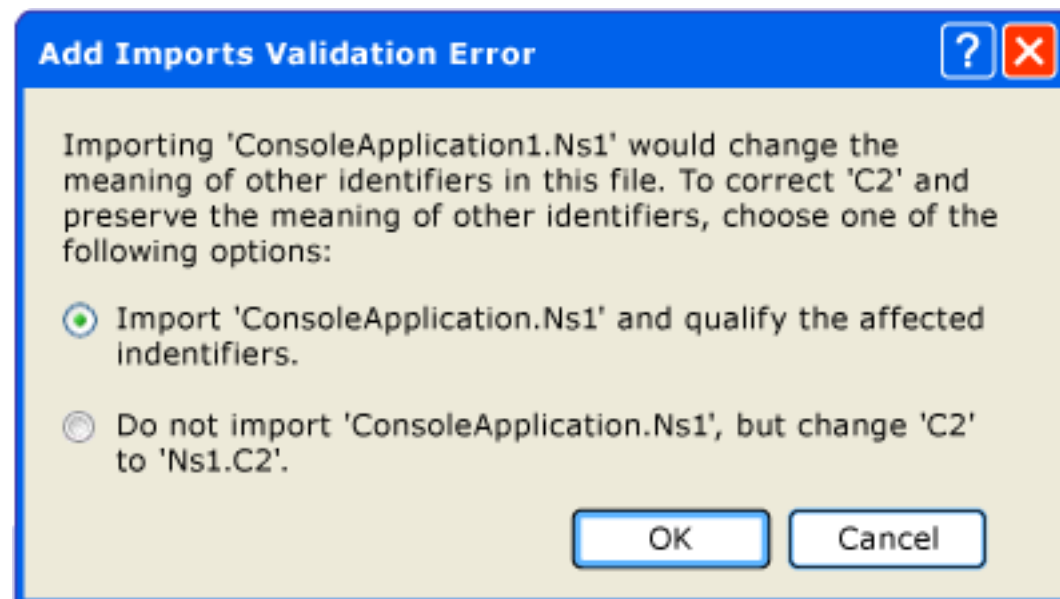 Add Imports Validation Error
?
Importing 'ConsoleApplication1.Ns1' would change the
meaning of other identifiers in this file. To correct 'C2' and
preserve the meaning of other identifiers, choose one of the
following options:
Import 'ConsoleApplication.Ns1' and qualify the affected
indentifiers.
Do not import 'ConsoleApplication.Ns1', but change 'C2'
to 'Ns1.C2'.
OK Cancel